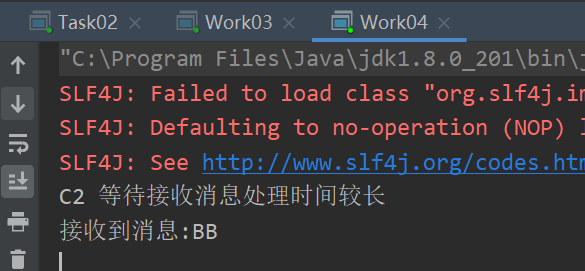 Task02 × Work03 × Work04 ×
"C:\Program Files\Java\jdk1.8.0_201\bin\j
SLF4J: Failed to load class "org.slf4j.i
SLF4J: Defaulting to no-operation (NOP) l
SLF4J: See http://www.slf4j.org/codes.ht
C2 等待接收消息处理时间较长
接收到消息:BB